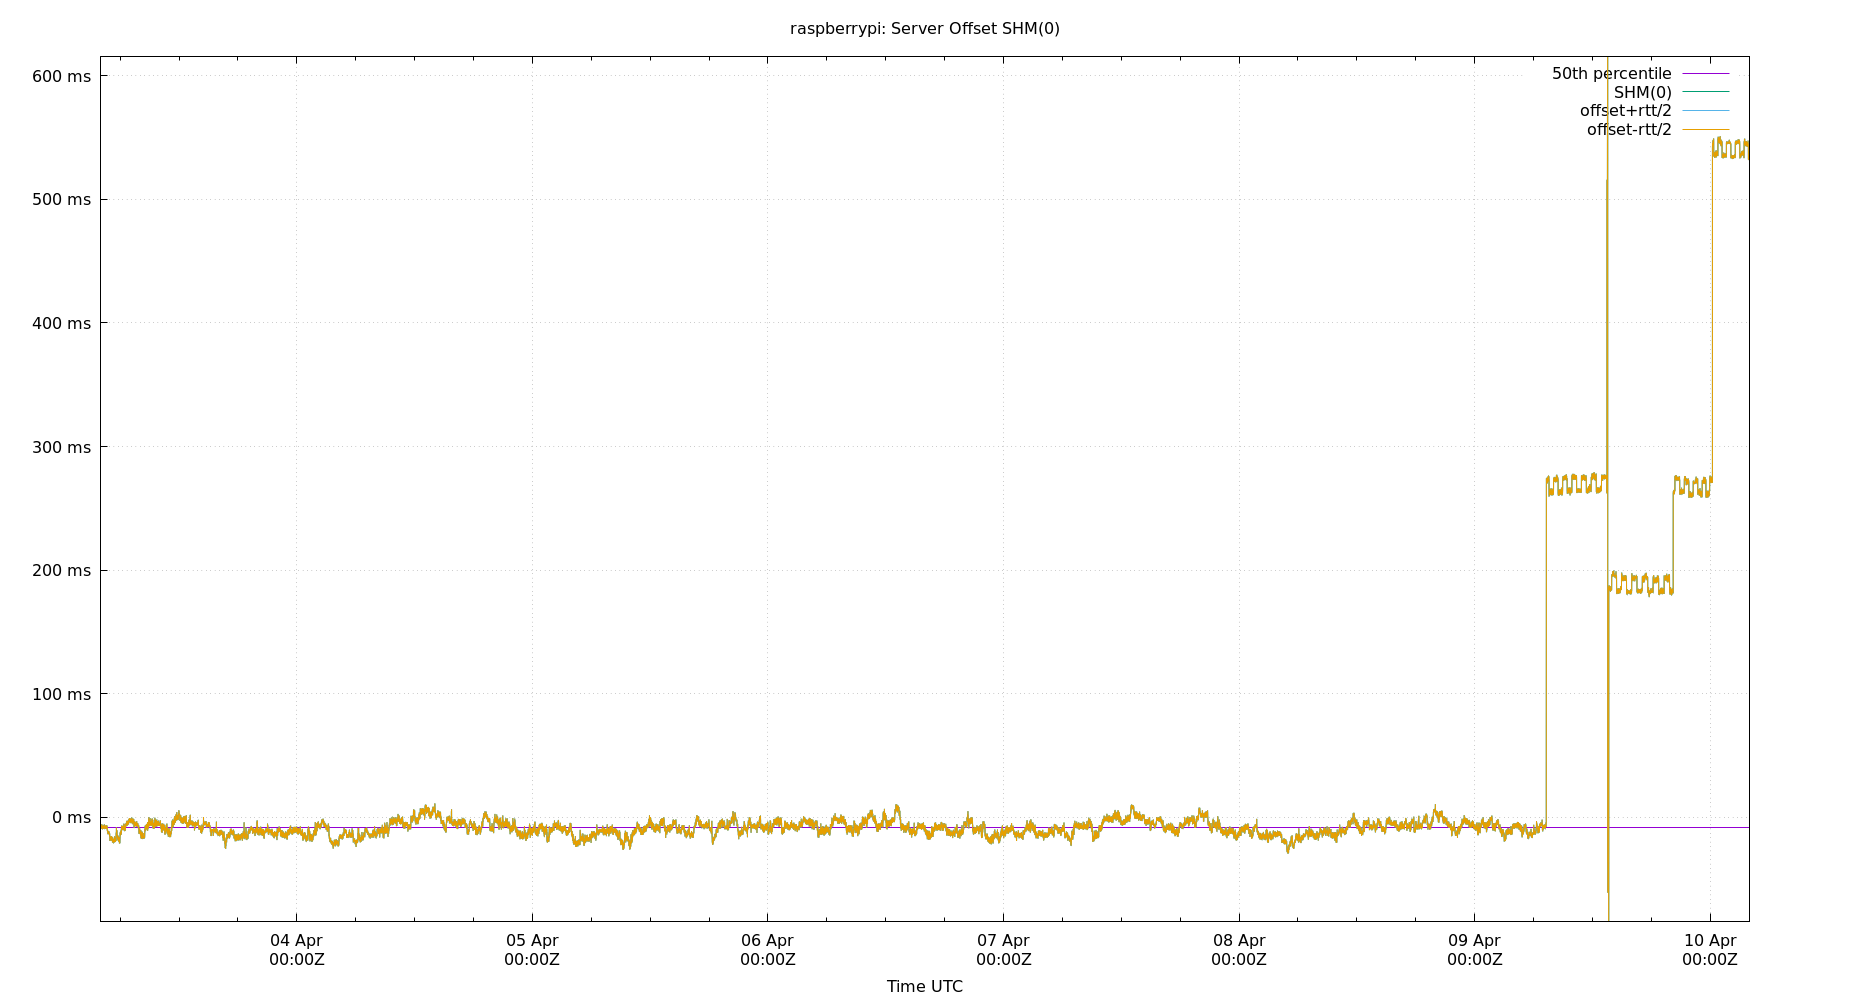 raspberrypi: Server Offset SHM(0)
600 ms
500 ms
400 ms
300 ms
200 ms
100 ms
0 ms
50th percentile
SHM(0)
offset+rtt/2
offset-rtt/2
04 Apr
00:00Z
05 Apr
00:00Z
06 Apr
00:00Z
07 Apr
00:00Z
08 Apr
00:00Z
09 Apr
00:00Z
10 Apr
00:00Z
Time UTC